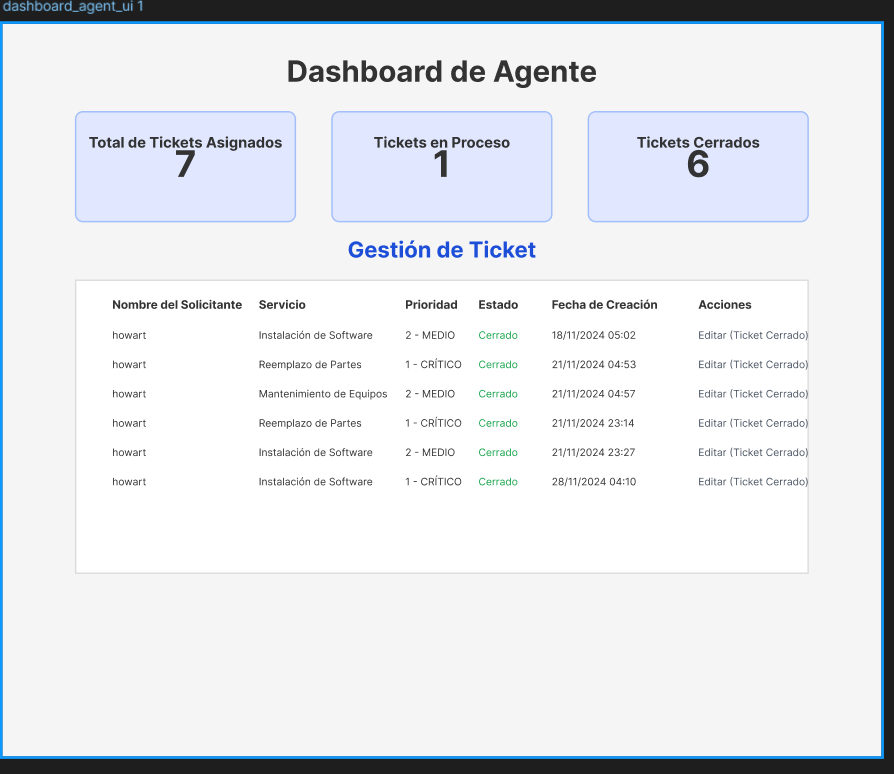 dashboard_agent_ui 1
Dashboard de Agente
Total de Tickets Asignados
7
Tickets en Proceso
1
Tickets Cerrados
6
Gestión de Ticket
Nombre del Solicitante Servicio Prioridad Estado Fecha de Creación Acciones
howart Instalación de Software 2 - MEDIO Cerrado 18/11/2024 05:02 Editar (Ticket Cerrado)
howart Reemplazo de Partes 1 - CRÍTICO Cerrado 21/11/2024 04:53 Editar (Ticket Cerrado)
howart Mantenimiento de Equipos 2 - MEDIO Cerrado 21/11/2024 04:57 Editar (Ticket Cerrado)
howart Reemplazo de Partes 1 - CRÍTICO Cerrado 21/11/2024 23:14 Editar (Ticket Cerrado)
howart Instalación de Software 2 - MEDIO Cerrado 21/11/2024 23:27 Editar (Ticket Cerrado)
howart Instalación de Software 1 - CRÍTICO Cerrado 28/11/2024 04:10 Editar (Ticket Cerrado)